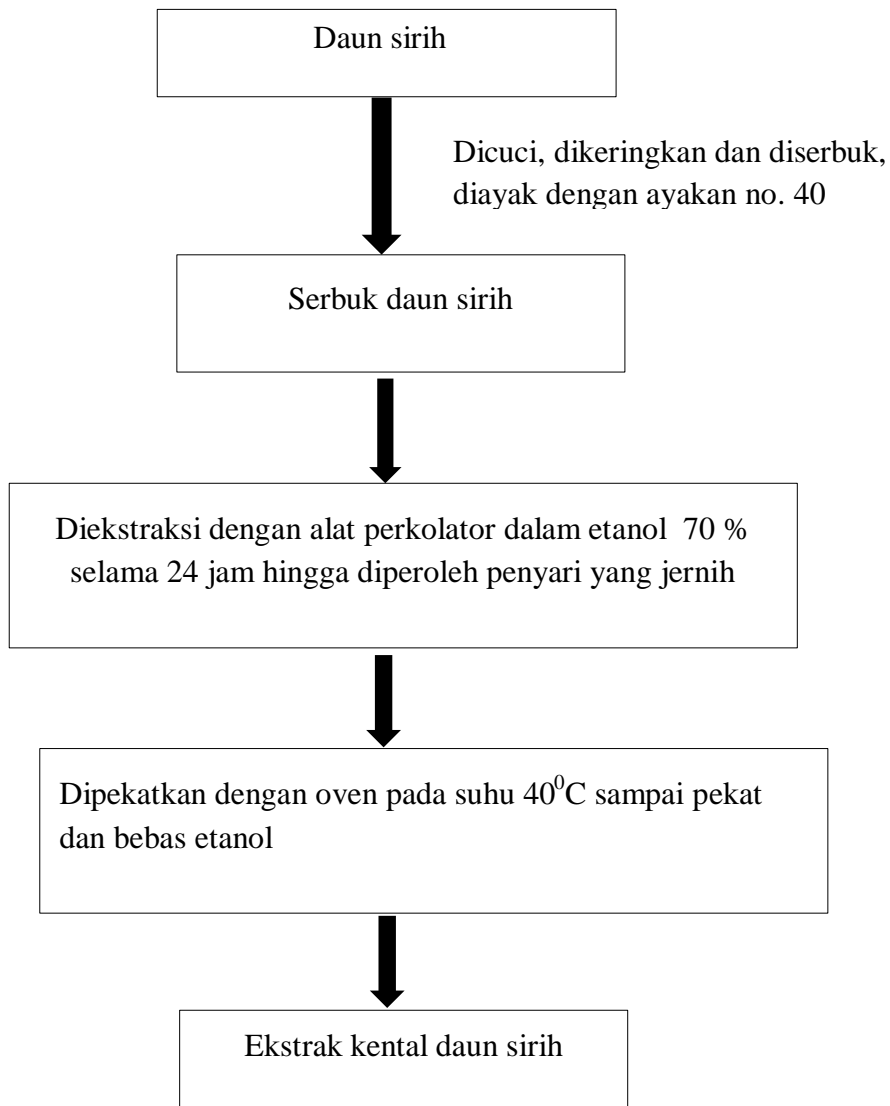 Daun sirih
Dicuci, dikeringkan dan diserbuk,
diayak dengan ayakan no. 40
Serbuk daun sirih
Diekstraksi dengan alat perkolator dalam etanol  70 %
selama 24 jam hingga diperoleh penyari yang jernih
Dipekatkan dengan oven pada suhu 40⁰C sampai pekat
dan bebas etanol
Ekstrak kental daun sirih